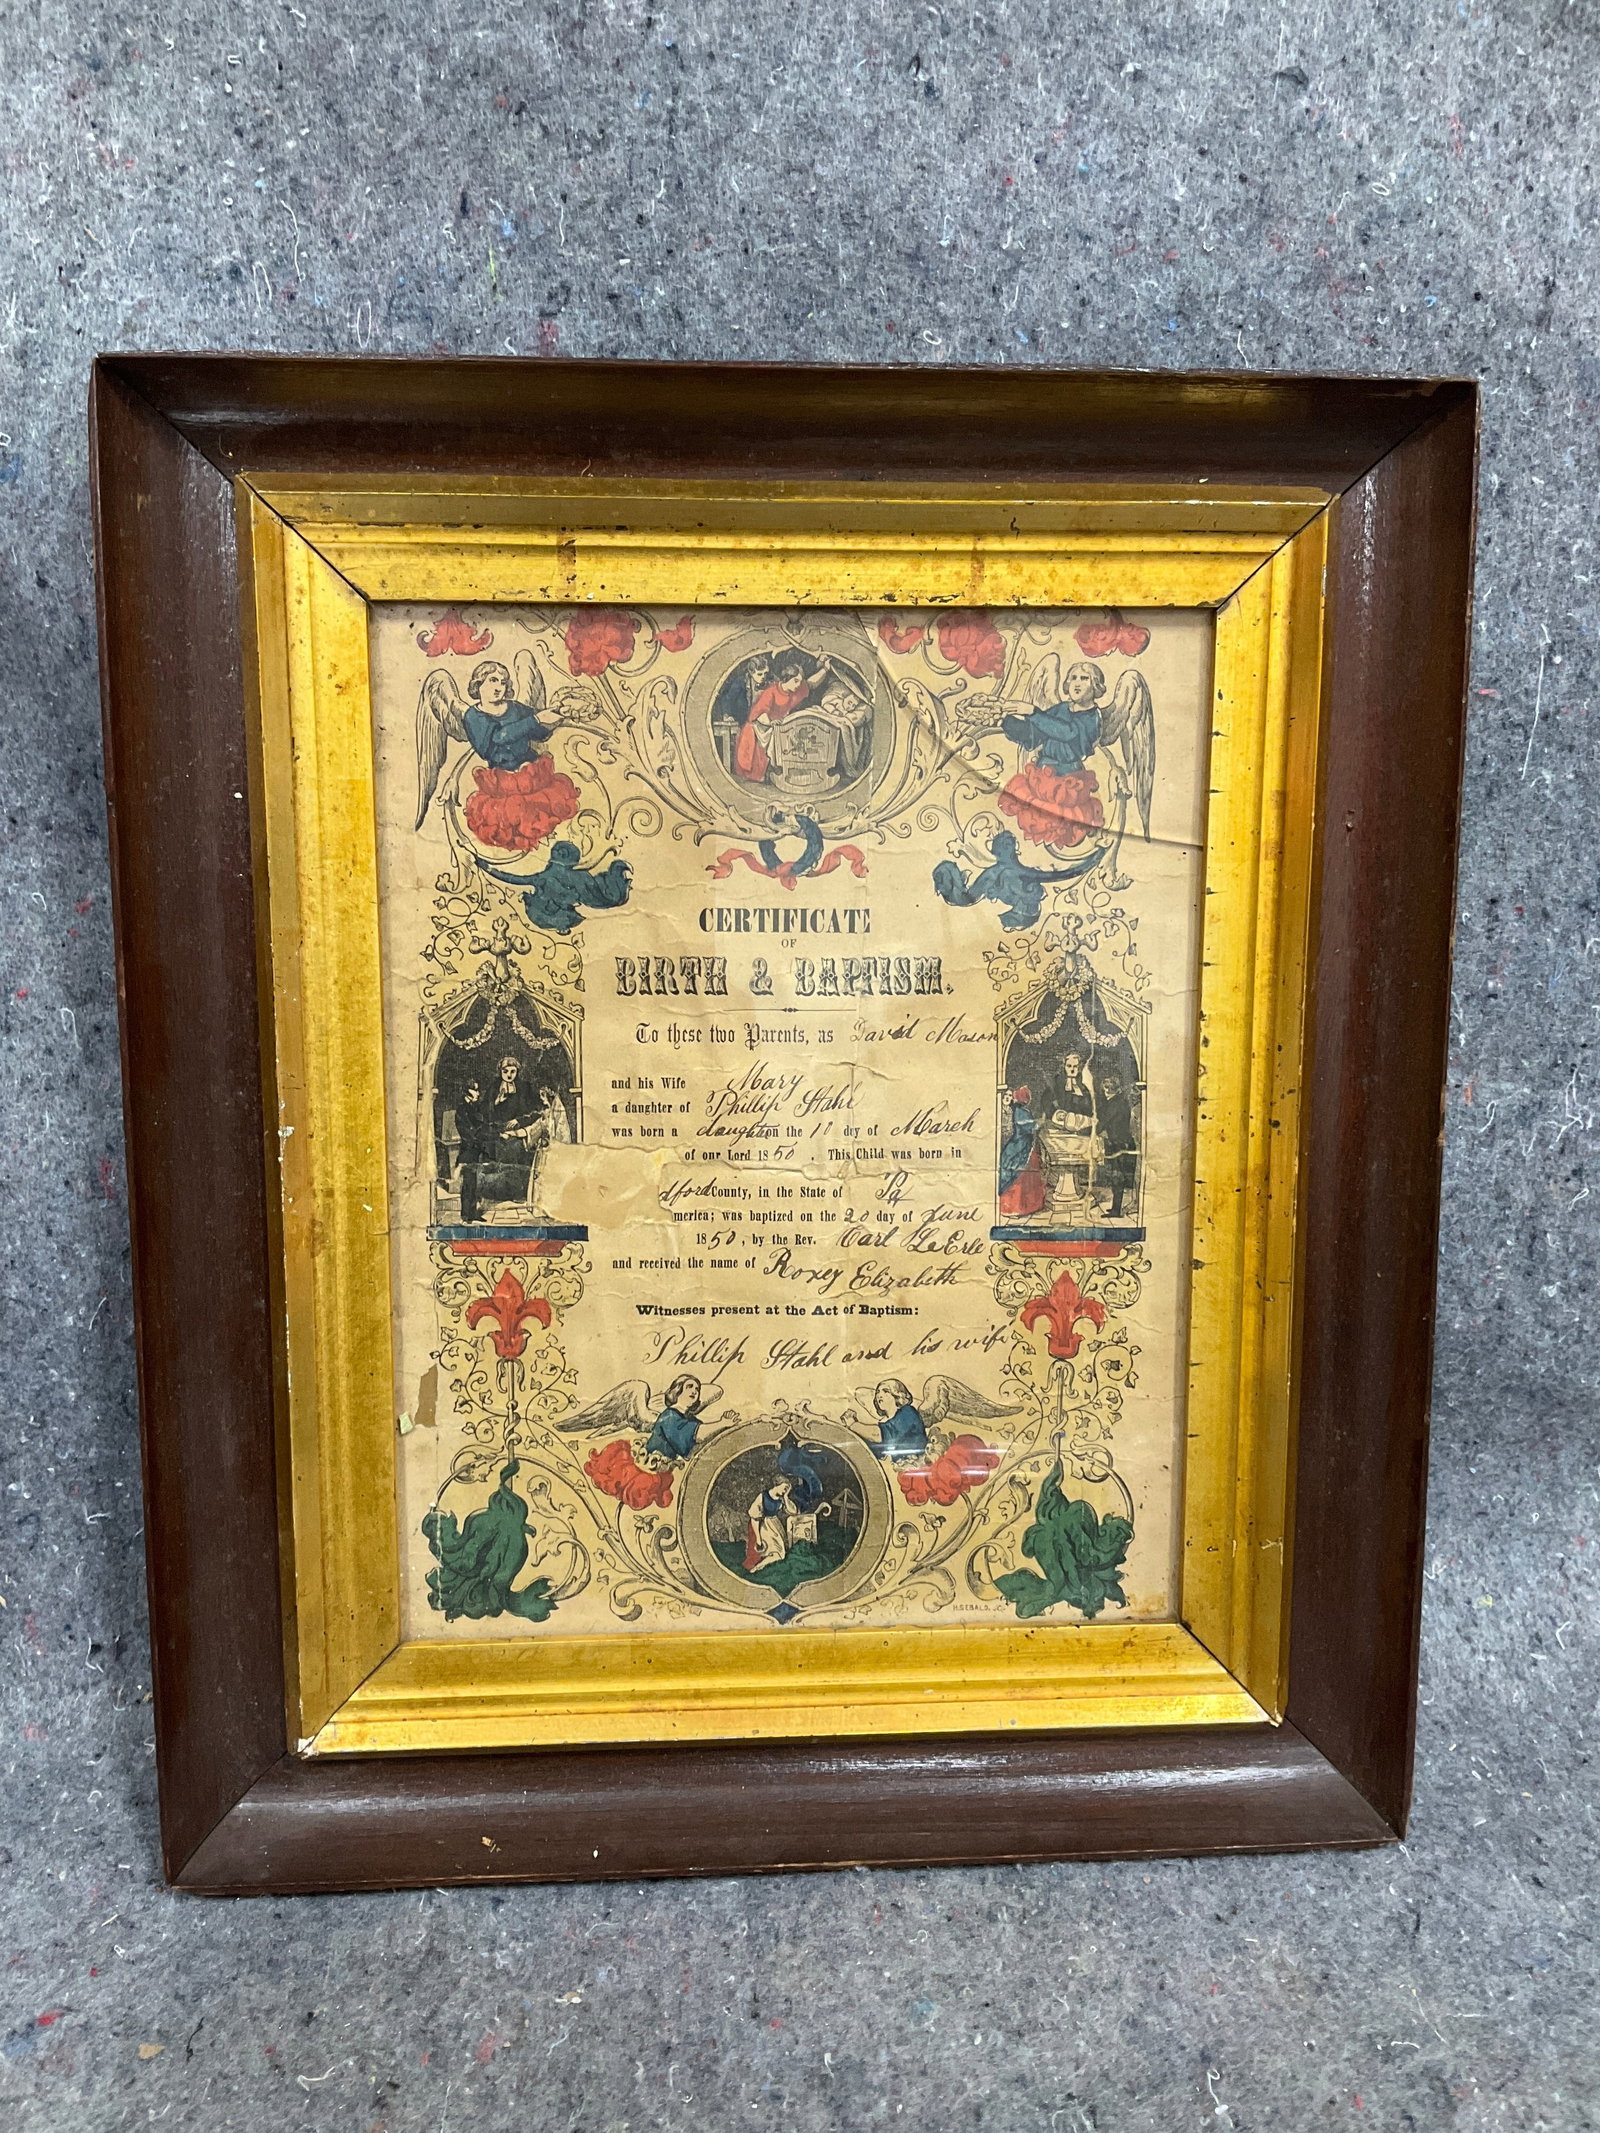 CERTIFICATE
OF
BIRTH & BAPTISM.
To these two Parents, as David Mason
and his Wife Mary
a daughter of Phillip Stahl
was born a daughter on the 10 day of March
of our Lord 1850 . This Child was born in
dford County, in the State of Pa
merica; was baptized on the 20 day of June
1850, by the Rev. Carl
and received the name of Roxey Elizabeth
Witnesses present at the Act of Baptism:
Phillip Stahl and his wife
H. SEBALD.